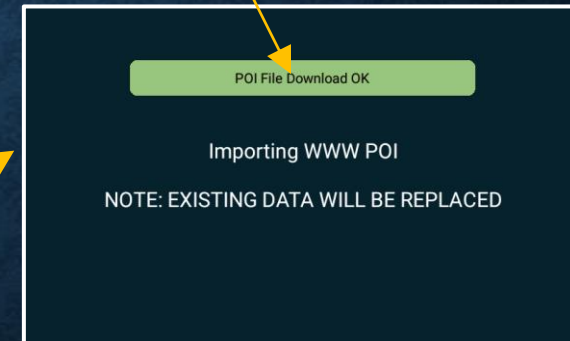 POI File Download OK
Importing WWW POI
NOTE: EXISTING DATA WILL BE REPLACED